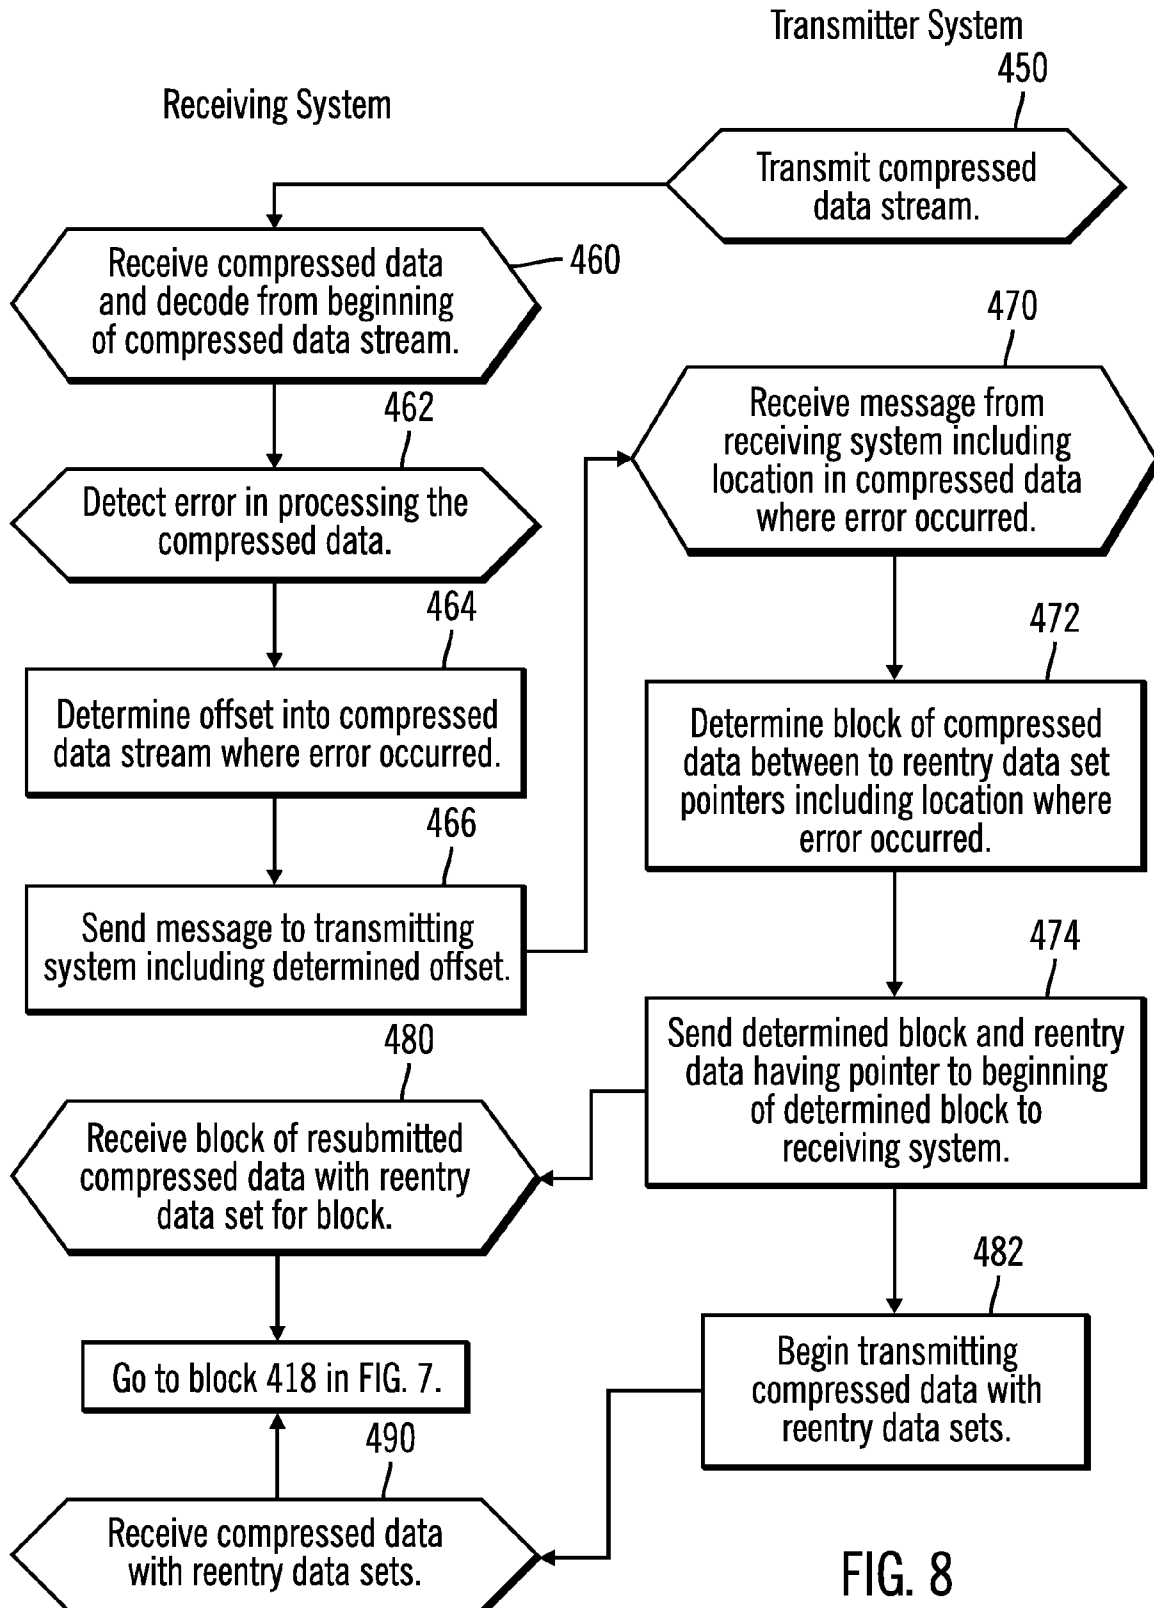 Transmitter System
450
Receiving System
Transmit compressed
data stream.
Receive compressed data
and decode from beginning
of compressed data stream.
460
470
Receive message from
receiving system including
location in compressed data
where error occurred.
462
Detect error in processing the
compressed data.
464
Determine offset into compressed
data stream where error occurred.
472
Determine block of compressed
data between to reentry data set
pointers including location where
error occurred.
466
Send message to transmitting
system including determined offset.
474
Send determined block and reentry
data having pointer to beginning
of determined block to
receiving system.
480
Receive block of resubmitted
compressed data with reentry
data set for block.
482
Begin transmitting
compressed data with
reentry data sets.
Go to block 418 in FIG. 7.
490
Receive compressed data
with reentry data sets.
FIG. 8